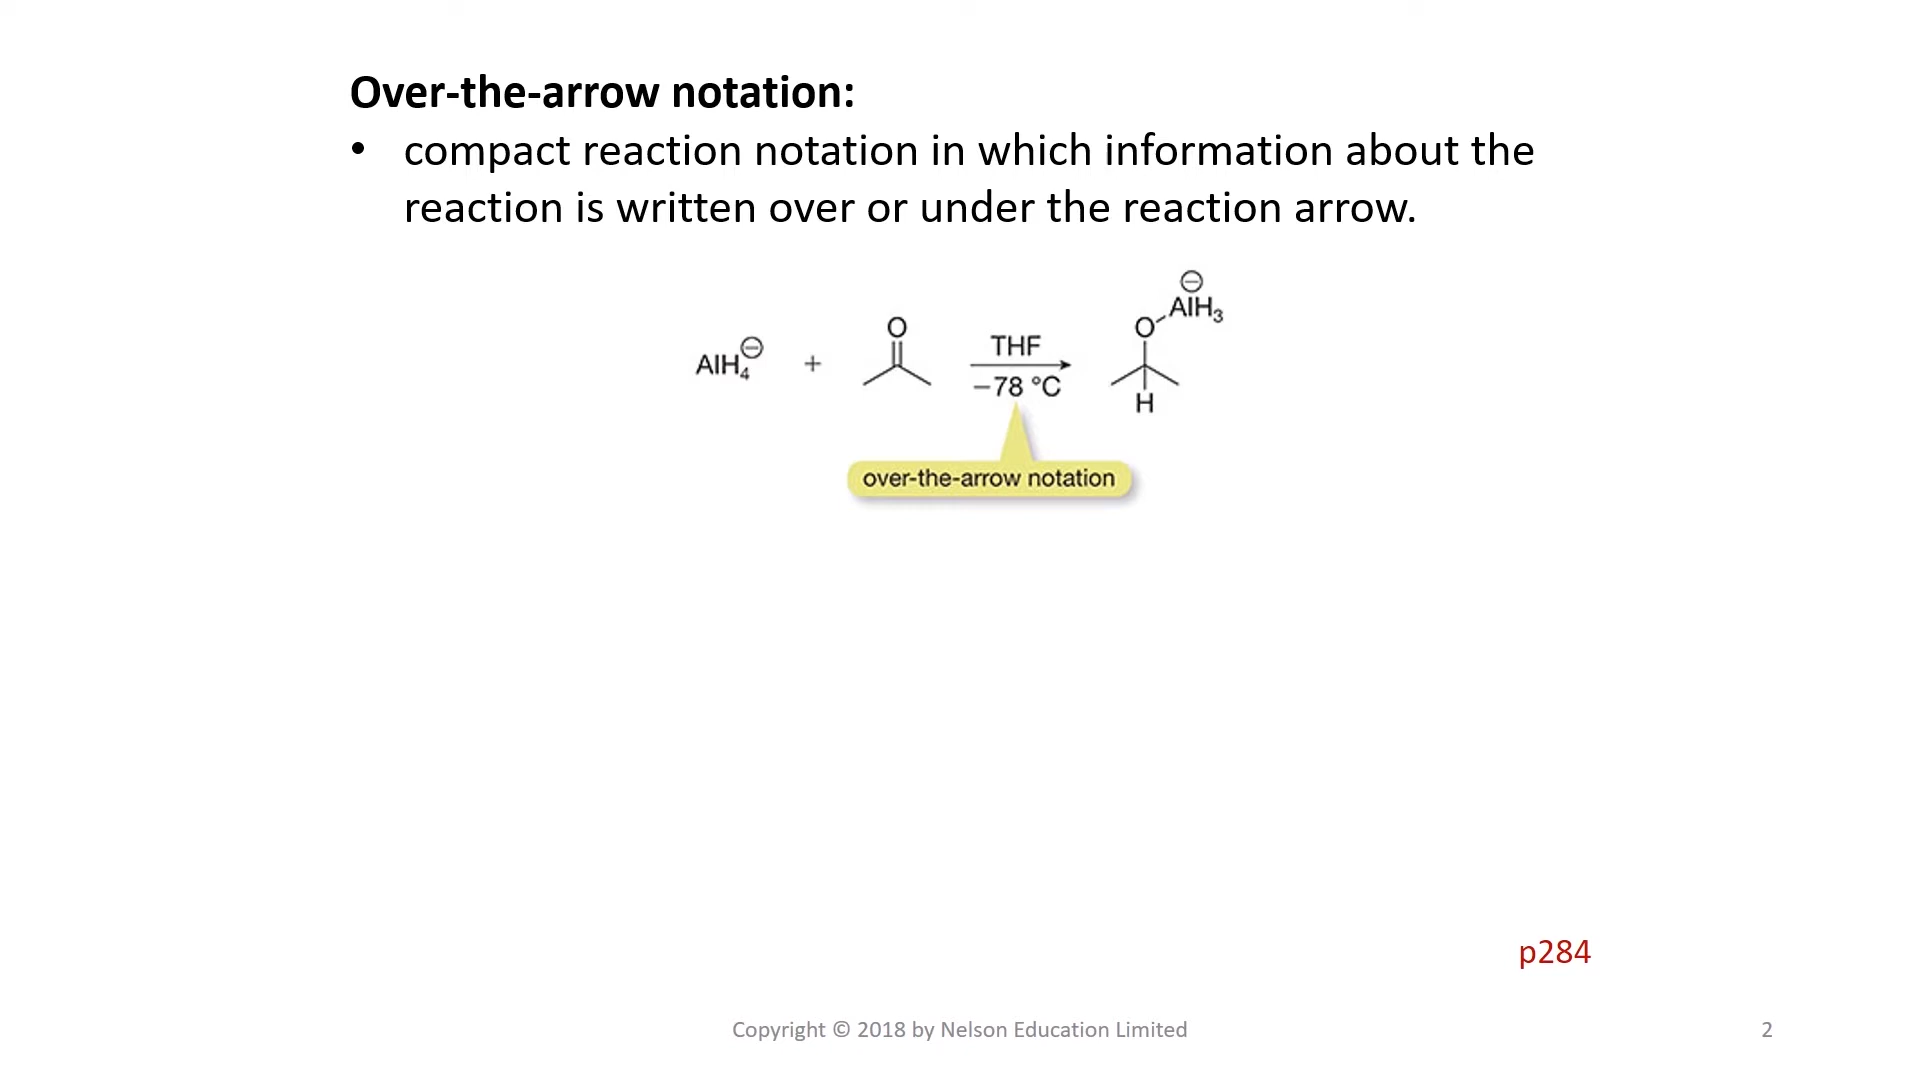 Over-the-arrow notation:
• compact reaction notation in which information about the
reaction is written over or under the reaction arrow.
AlH₄⊖ + O THF −78 °C O AlH₃⊖ H
over-the-arrow notation
p284
Copyright © 2018 by Nelson Education Limited
2